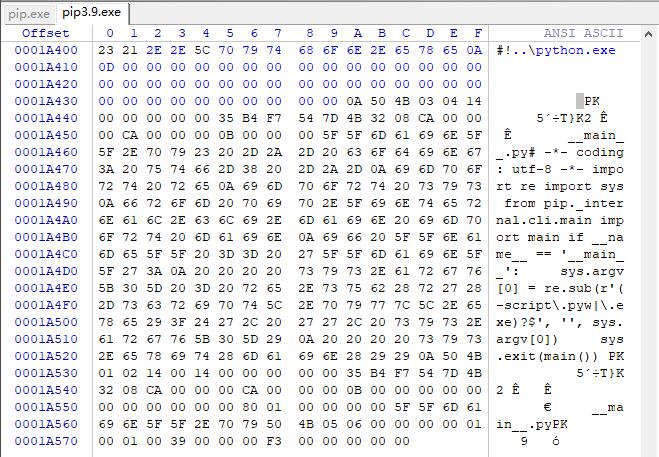 pip.exe pip3.9.exe
Offset 0 1 2 3 4 5 6 7 8 9 A B C D E F ANSI ASCII
0001A400 23 21 2E 2E 5C 70 79 74 68 6F 6E 2E 65 78 65 0A #!..\python.exe
0001A410 0D 00 00 00 00 00 00 00 00 00 00 00 00 00 00 00
0001A420 00 00 00 00 00 00 00 00 00 00 00 00 00 00 00 00
0001A430 00 00 00 00 00 00 00 00 00 0A 50 4B 03 04 14 PK
0001A440 00 00 00 00 00 35 B4 F7 54 7D 4B 32 08 CA 00 00 5´÷T}K2 Ê
0001A450 00 CA 00 00 00 0B 00 00 00 5F 5F 6D 61 69 6E 5F Ê __main_
0001A460 5F 2E 70 79 23 20 2D 2A 2D 20 63 6F 64 69 6E 67 _.py# -*- coding
0001A470 3A 20 75 74 66 2D 38 20 2D 2A 2D 0A 69 6D 70 6F : utf-8 -*- impo
0001A480 72 74 20 72 65 0A 69 6D 70 6F 72 74 20 73 79 73 rt re import sys
0001A490 0A 66 72 6F 6D 20 70 69 70 2E 5F 69 6E 74 65 72 from pip._inter
0001A4A0 6E 61 6C 2E 63 6C 69 2E 6D 61 69 6E 20 69 6D 70 nal.cli.main imp
0001A4B0 6F 72 74 20 6D 61 69 6E 0A 69 66 20 5F 5F 6E 61 ort main if __na
0001A4C0 6D 65 5F 5F 20 3D 3D 20 27 5F 5F 6D 61 69 6E 5F me__ == '__main_
0001A4D0 5F 27 3A 0A 20 20 20 20 73 79 73 2E 61 72 67 76 _': sys.argv
0001A4E0 5B 30 5D 20 3D 20 72 65 2E 73 75 62 28 72 27 28 [0] = re.sub(r'(
0001A4F0 2D 73 63 72 69 70 74 5C 2E 70 79 77 7C 5C 2E 65 -script\.pyw|\.e
0001A500 78 65 29 3F 24 27 2C 20 27 27 2C 20 73 79 73 2E xe)?$', '', sys.
0001A510 61 72 67 76 5B 30 5D 29 0A 20 20 20 20 73 79 73 argv[0]) sys
0001A520 2E 65 78 69 74 28 6D 61 69 6E 28 29 29 0A 50 4B .exit(main()) PK
0001A530 01 02 14 00 14 00 00 00 00 00 35 B4 F7 54 7D 4B 5´÷T}K
0001A540 32 08 CA 00 00 00 CA 00 00 00 0B 00 00 00 00 00 2 Ê Ê
0001A550 00 00 00 00 00 00 80 01 00 00 00 00 5F 5F 6D 61 € __ma
0001A560 69 6E 5F 5F 2E 70 79 50 4B 05 06 00 00 00 00 01 in__.pyPK
0001A570 00 01 00 39 00 00 00 F3 00 00 00 00 00 9 ó